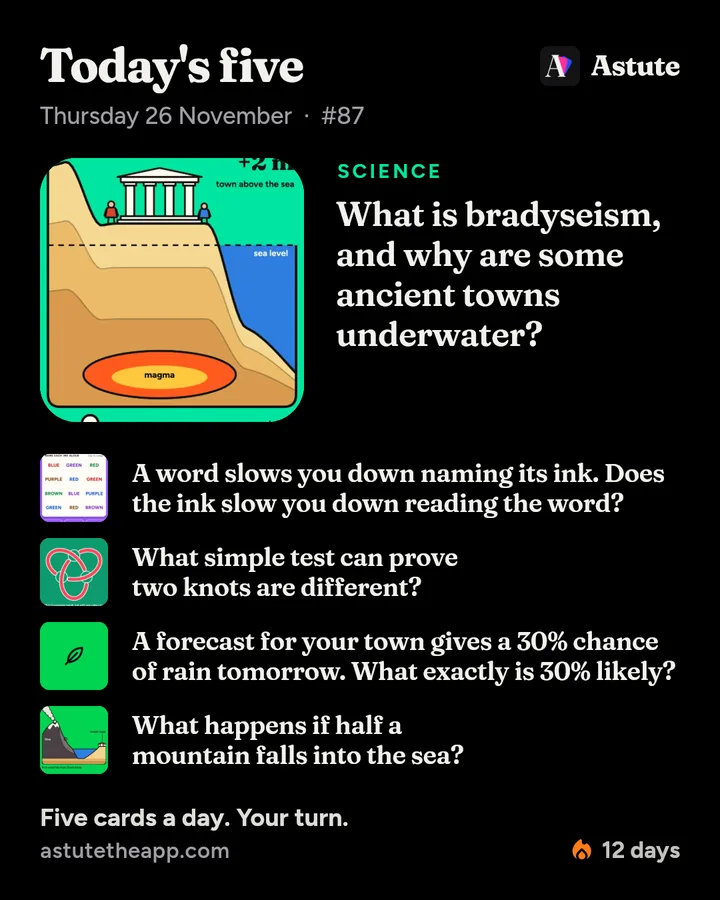 Today's five
Astute
Thursday 26 November · #87
town above the sea
sea level
magma
SCIENCE
What is bradyseism,
and why are some
ancient towns
underwater?
BLUE GREEN RED
PURPLE RED GREEN
BROWN BLUE PURPLE
GREEN RED BROWN
A word slows you down naming its ink. Does
the ink slow you down reading the word?
What simple test can prove
two knots are different?
A forecast for your town gives a 30% chance
of rain tomorrow. What exactly is 30% likely?
What happens if half a
mountain falls into the sea?
Five cards a day. Your turn.
astutetheapp.com
12 days